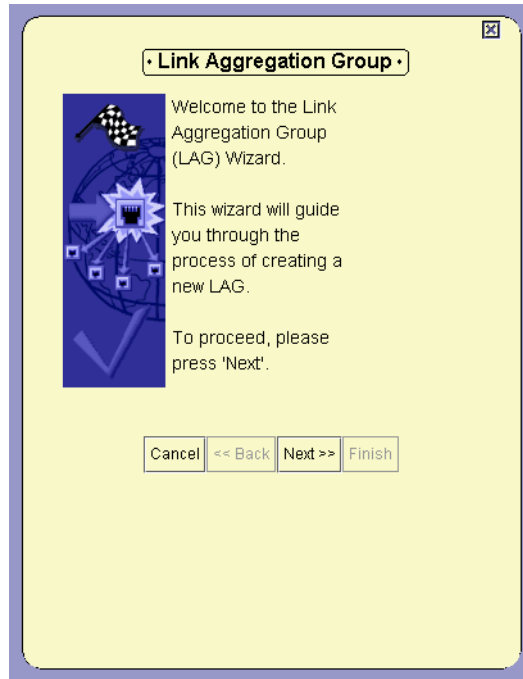 · Link Aggregation Group ·
Welcome to the Link
Aggregation Group
(LAG) Wizard.
This wizard will guide
you through the
process of creating a
new LAG.
To proceed, please
press 'Next'.
Cancel << Back Next >> Finish